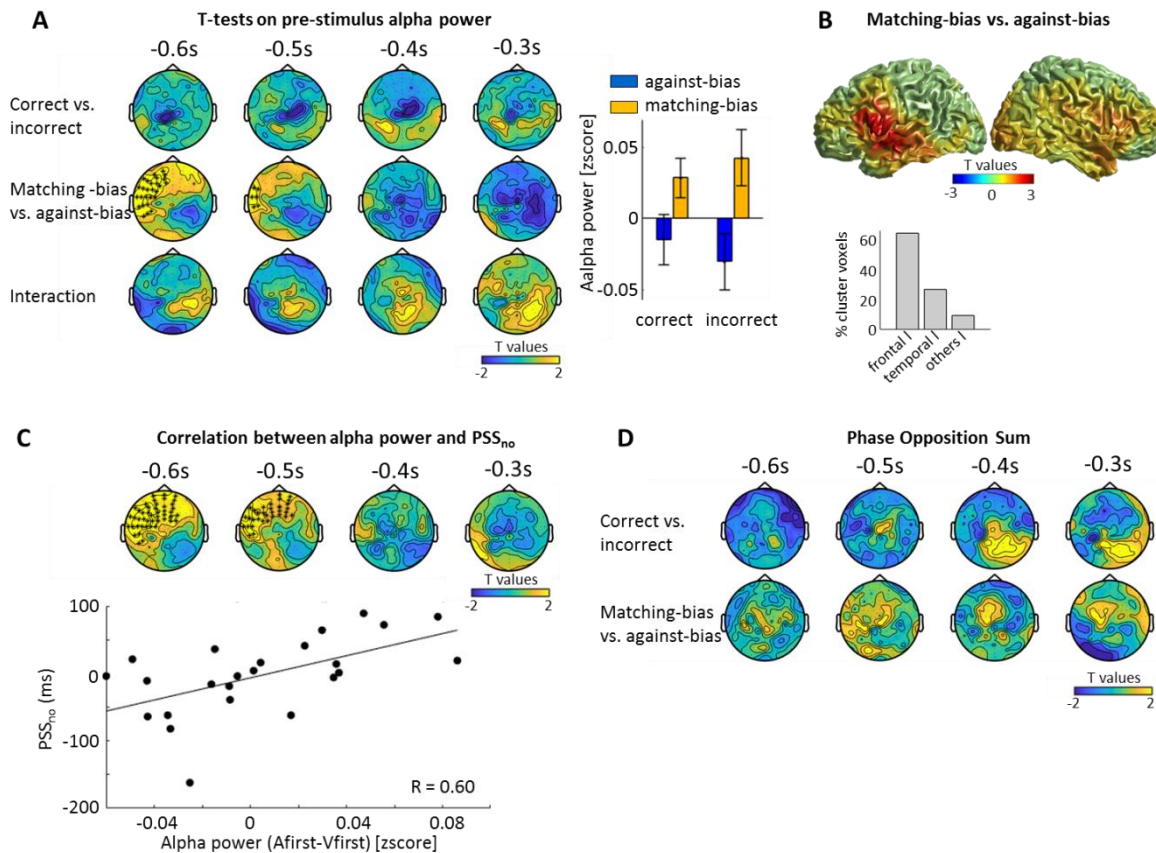 A
T-tests on pre-stimulus alpha power
-0.6s -0.5s -0.4s -0.3s
Correct vs.
incorrect
Matching -bias
vs. against-bias
Interaction
T values
-2 2
against-bias
matching-bias
Aalpha power [zscore]
0.05
0
-0.05
correct incorrect
B
Matching-bias vs. against-bias
T values
-3 0 3
% cluster voxels
60
40
20
0
frontal l
temporal l
others l
C
Correlation between alpha power and PSSno
-0.6s -0.5s -0.4s -0.3s
T values
-2 2
PSSno (ms)
100
0
-100
-200
R = 0.60
-0.04 0 0.04 0.08
Alpha power (Afirst-Vfirst) [zscore]
D
Phase Opposition Sum
-0.6s -0.5s -0.4s -0.3s
Correct vs.
incorrect
Matching-bias
vs. against-bias
T values
-2 2